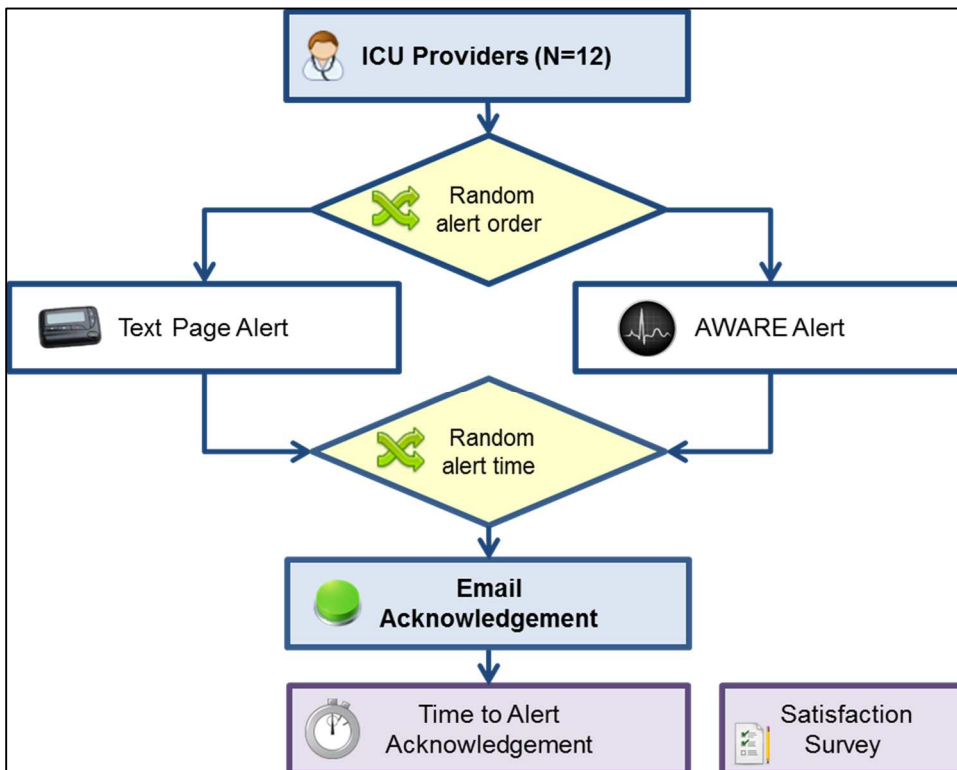 ICU Providers (N=12)
Random
alert order
Text Page Alert
AWARE Alert
Random
alert time
Email
Acknowledgement
Time to Alert
Acknowledgement
Satisfaction
Survey